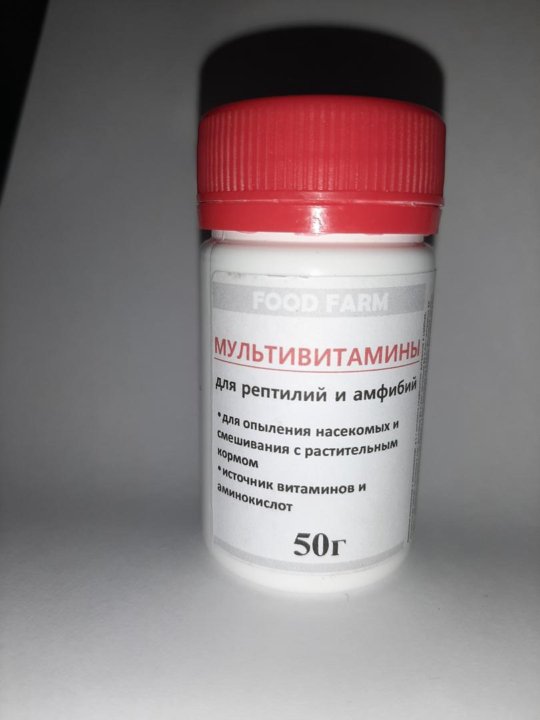 FOOD FARM
МУЛЬТИВИТАМИНЫ
для рептилий и амфибий
•для опыления насекомых и
смешивания с растительным
кормом
•источник витаминов и
аминокислот
50г